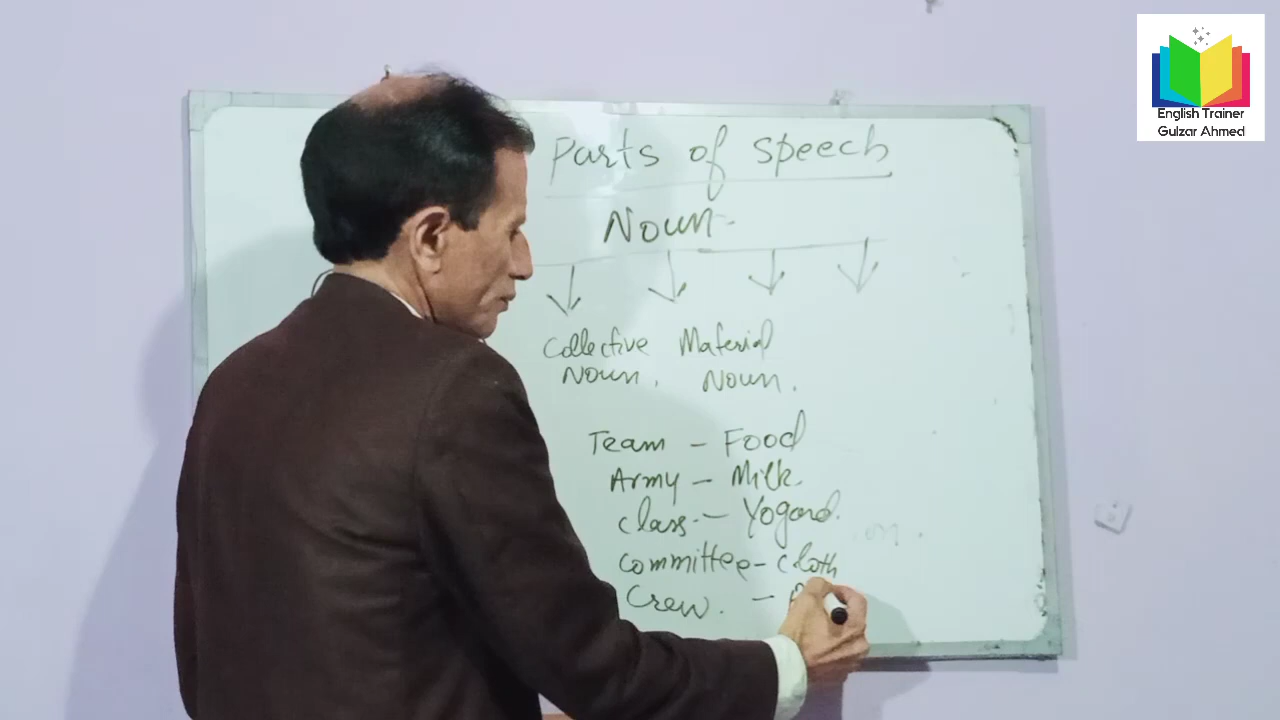 English Trainer
Gulzar Ahmed
Parts of speech
Noun
Collective Material
Noun. Noun.
Team - Food
Army - Milk
Class. - Yogard.
Committee - Cloth
Crew. -